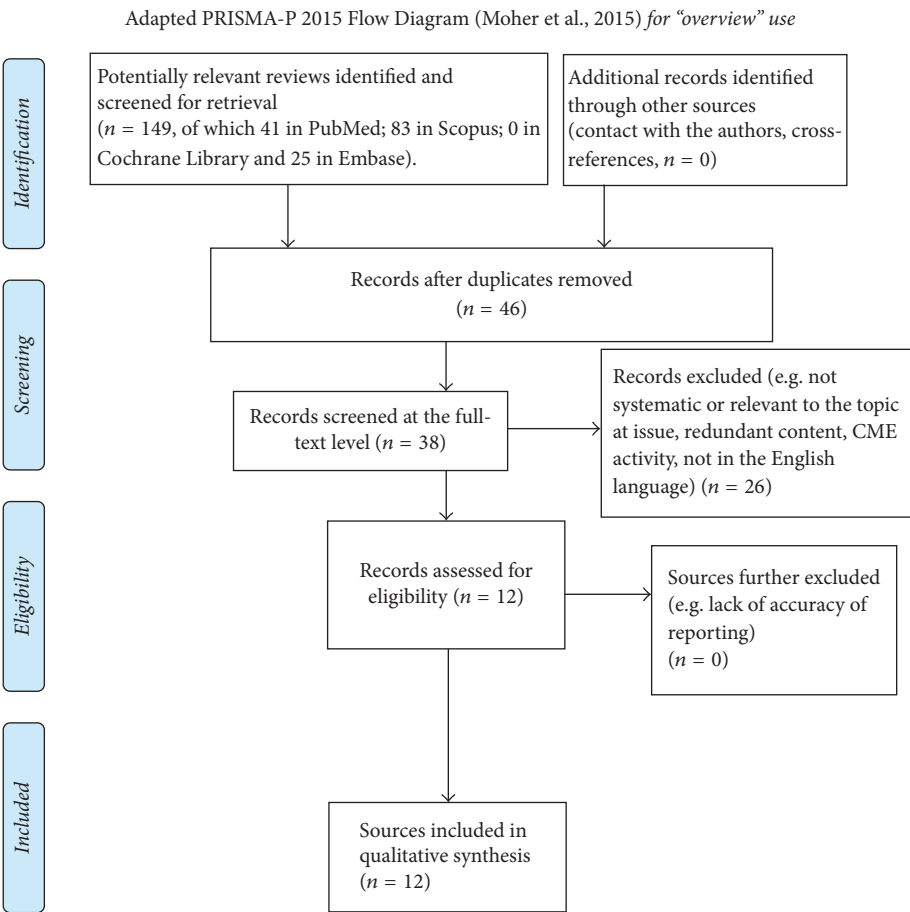 Adapted PRISMA-P 2015 Flow Diagram (Moher et al., 2015) for “overview” use
Identification
Potentially relevant reviews identified and
screened for retrieval
(n = 149, of which 41 in PubMed; 83 in Scopus; 0 in
Cochrane Library and 25 in Embase).
Additional records identified
through other sources
(contact with the authors, cross-
references, n = 0)
Records after duplicates removed
(n = 46)
Screening
Records screened at the full-
text level (n = 38)
Records excluded (e.g. not
systematic or relevant to the topic
at issue, redundant content, CME
activity, not in the English
language) (n = 26)
Eligibility
Records assessed for
eligibility (n = 12)
Sources further excluded
(e.g. lack of accuracy of
reporting)
(n = 0)
Included
Sources included in
qualitative synthesis
(n = 12)